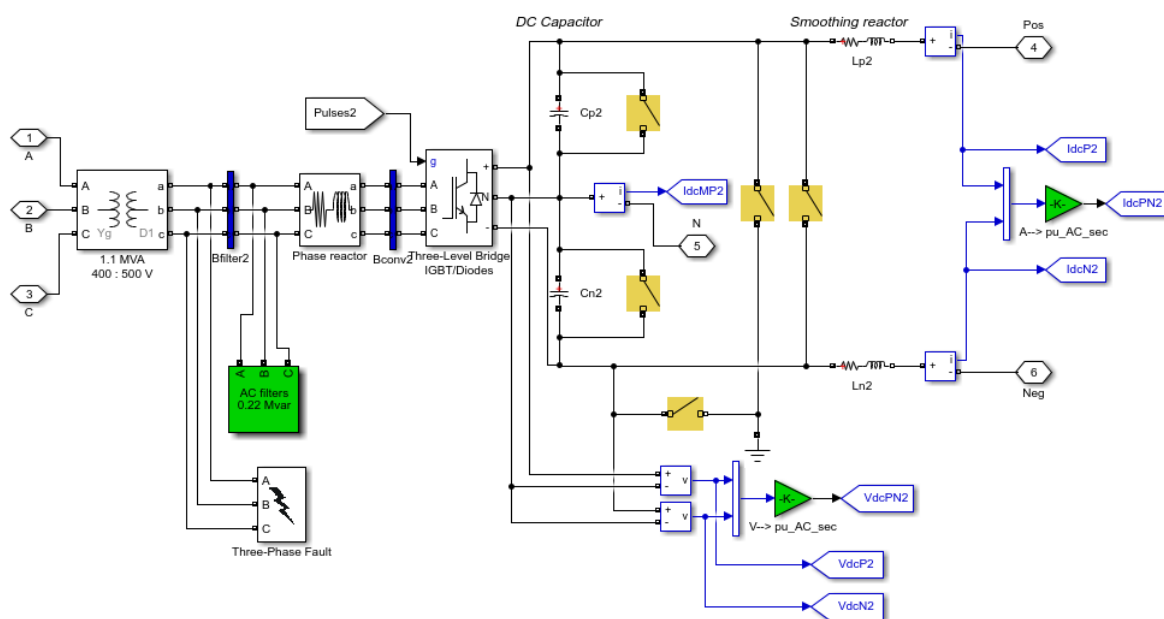 DC Capacitor
Smoothing reactor
Pos
4
+
i
-
Lp2
Pulses2
Cp2
IdcP2
1
A
g
+
A
a
A
a
A
N
+
i
-
IdcMP2
IdcPN2
-K-
2
B
B
b
B
b
B
N
A--> pu_AC_sec
Yg
D1
C
c
C
c
C
-
5
1.1 MVA
400 : 500 V
Bfilter2
Phase reactor
Bconv2
Three-Level Bridge
IGBT/Diodes
IdcN2
3
C
Cn2
+
i
-
6
Ln2
Neg
A
B
C
AC filters
0.22 Mvar
A
B
C
Three-Phase Fault
+
-
v
+
-
v
-K-
VdcPN2
V--> pu_AC_sec
VdcP2
VdcN2